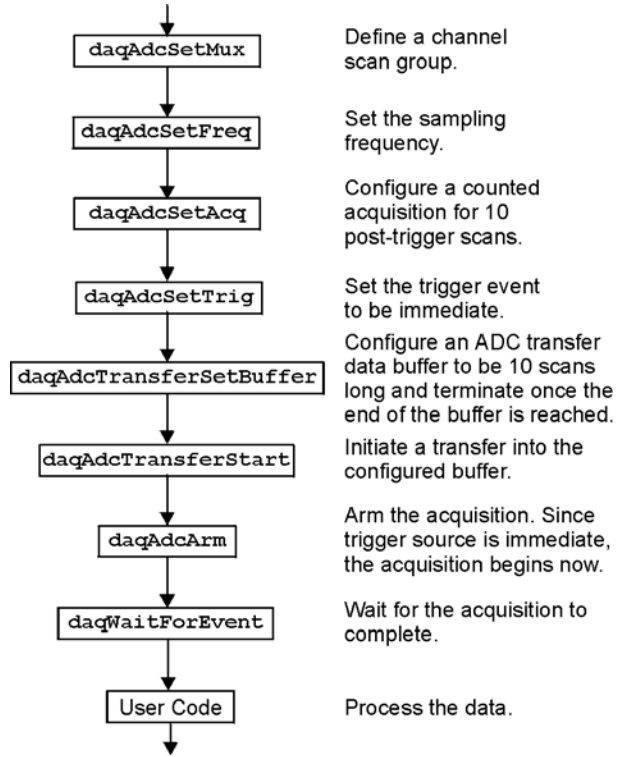 daqAdcSetMux
Define a channel
scan group.
daqAdcSetFreq
Set the sampling
frequency.
daqAdcSetAcq
Configure a counted
acquisition for 10
post-trigger scans.
daqAdcSetTrig
Set the trigger event
to be immediate.
daqAdcTransferSetBuffer
Configure an ADC transfer
data buffer to be 10 scans
long and terminate once the
end of the buffer is reached.
daqAdcTransferStart
Initiate a transfer into the
configured buffer.
daqAdcArm
Arm the acquisition. Since
trigger source is immediate,
the acquisition begins now.
daqWaitForEvent
Wait for the acquisition to
complete.
User Code
Process the data.